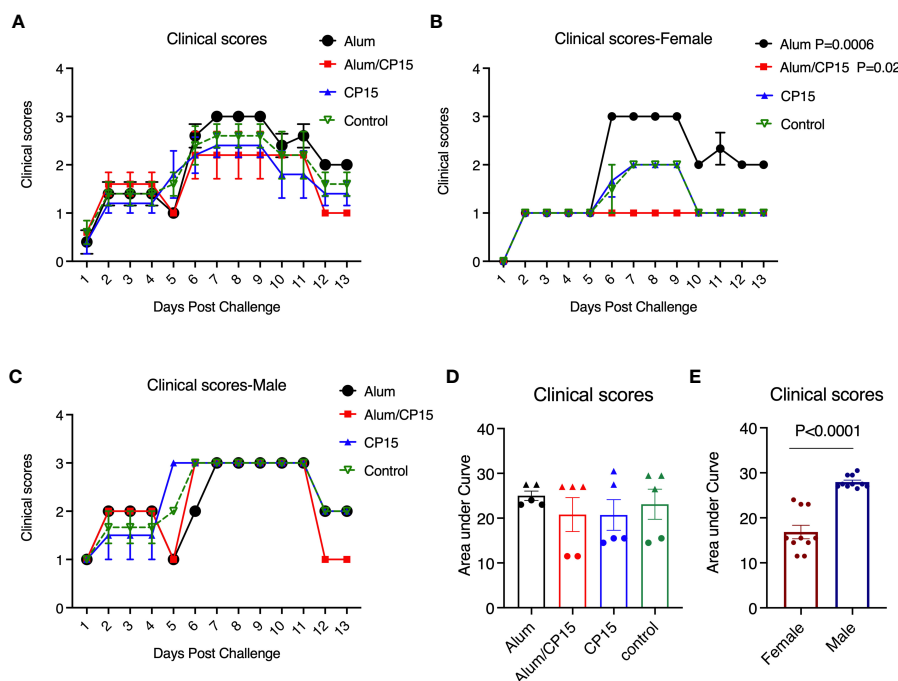 A
Clinical scores
Alum
Alum/CP15
CP15
Control
Clinical scores
4
3
2
1
0
1 2 3 4 5 6 7 8 9 10 11 12 13
Days Post Challenge
B
Clinical scores-Female
Alum P=0.0006
Alum/CP15 P=0.02
CP15
Control
Clinical scores
4
3
2
1
0
1 2 3 4 5 6 7 8 9 10 11 12 13
Days Post Challenge
C
Clinical scores-Male
Alum
Alum/CP15
CP15
Control
Clinical scores
4
3
2
1
0
1 2 3 4 5 6 7 8 9 10 11 12 13
Days Post Challenge
D
Clinical scores
Area under Curve
40
30
20
10
0
Alum
Alum/CP15
CP15
control
E
Clinical scores
P<0.0001
Area under Curve
40
30
20
10
0
Female
Male